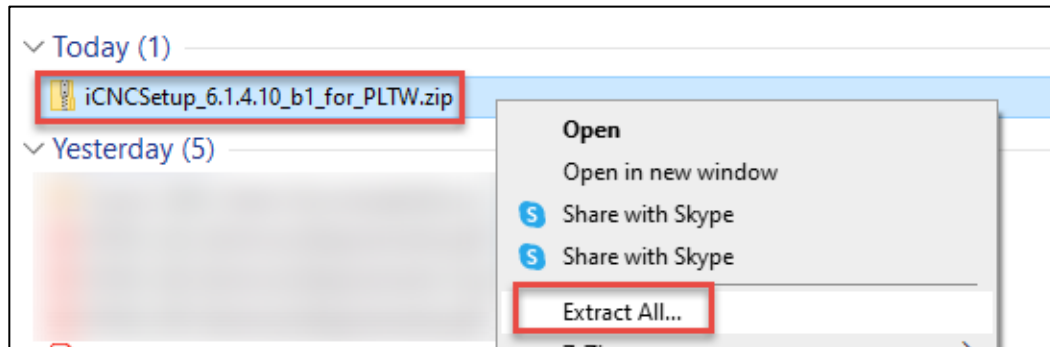 Today (1)
iCNCSetup_6.1.4.10_b1_for_PLTW.zip
Open
Yesterday (5)
Open in new window
Share with Skype
Share with Skype
Extract All...